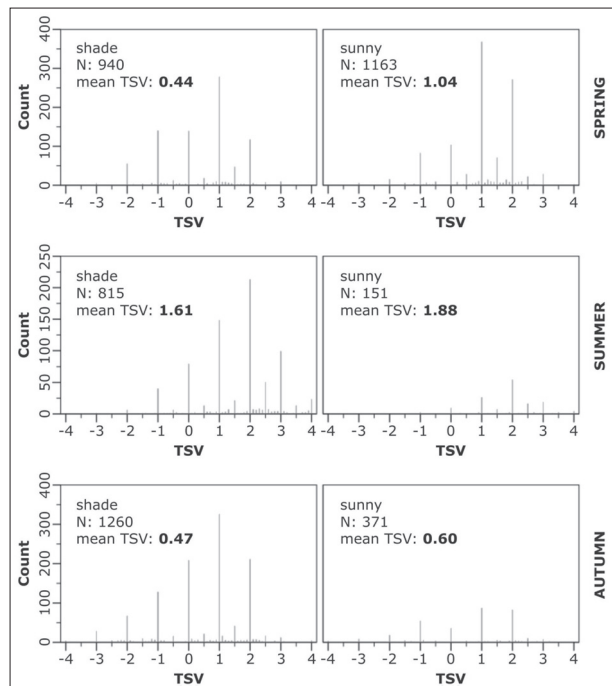 shade
N: 940
mean TSV: 0.44
400
300
200
100
0
Count
-4 -3 -2 -1 0 1 2 3 4
TSV
sunny
N: 1163
mean TSV: 1.04
-4 -3 -2 -1 0 1 2 3 4
TSV
SPRING
shade
N: 815
mean TSV: 1.61
250
200
150
100
50
0
Count
-4 -3 -2 -1 0 1 2 3 4
TSV
sunny
N: 151
mean TSV: 1.88
-4 -3 -2 -1 0 1 2 3 4
TSV
SUMMER
shade
N: 1260
mean TSV: 0.47
400
300
200
100
0
Count
-4 -3 -2 -1 0 1 2 3 4
TSV
sunny
N: 371
mean TSV: 0.60
-4 -3 -2 -1 0 1 2 3 4
TSV
AUTUMN